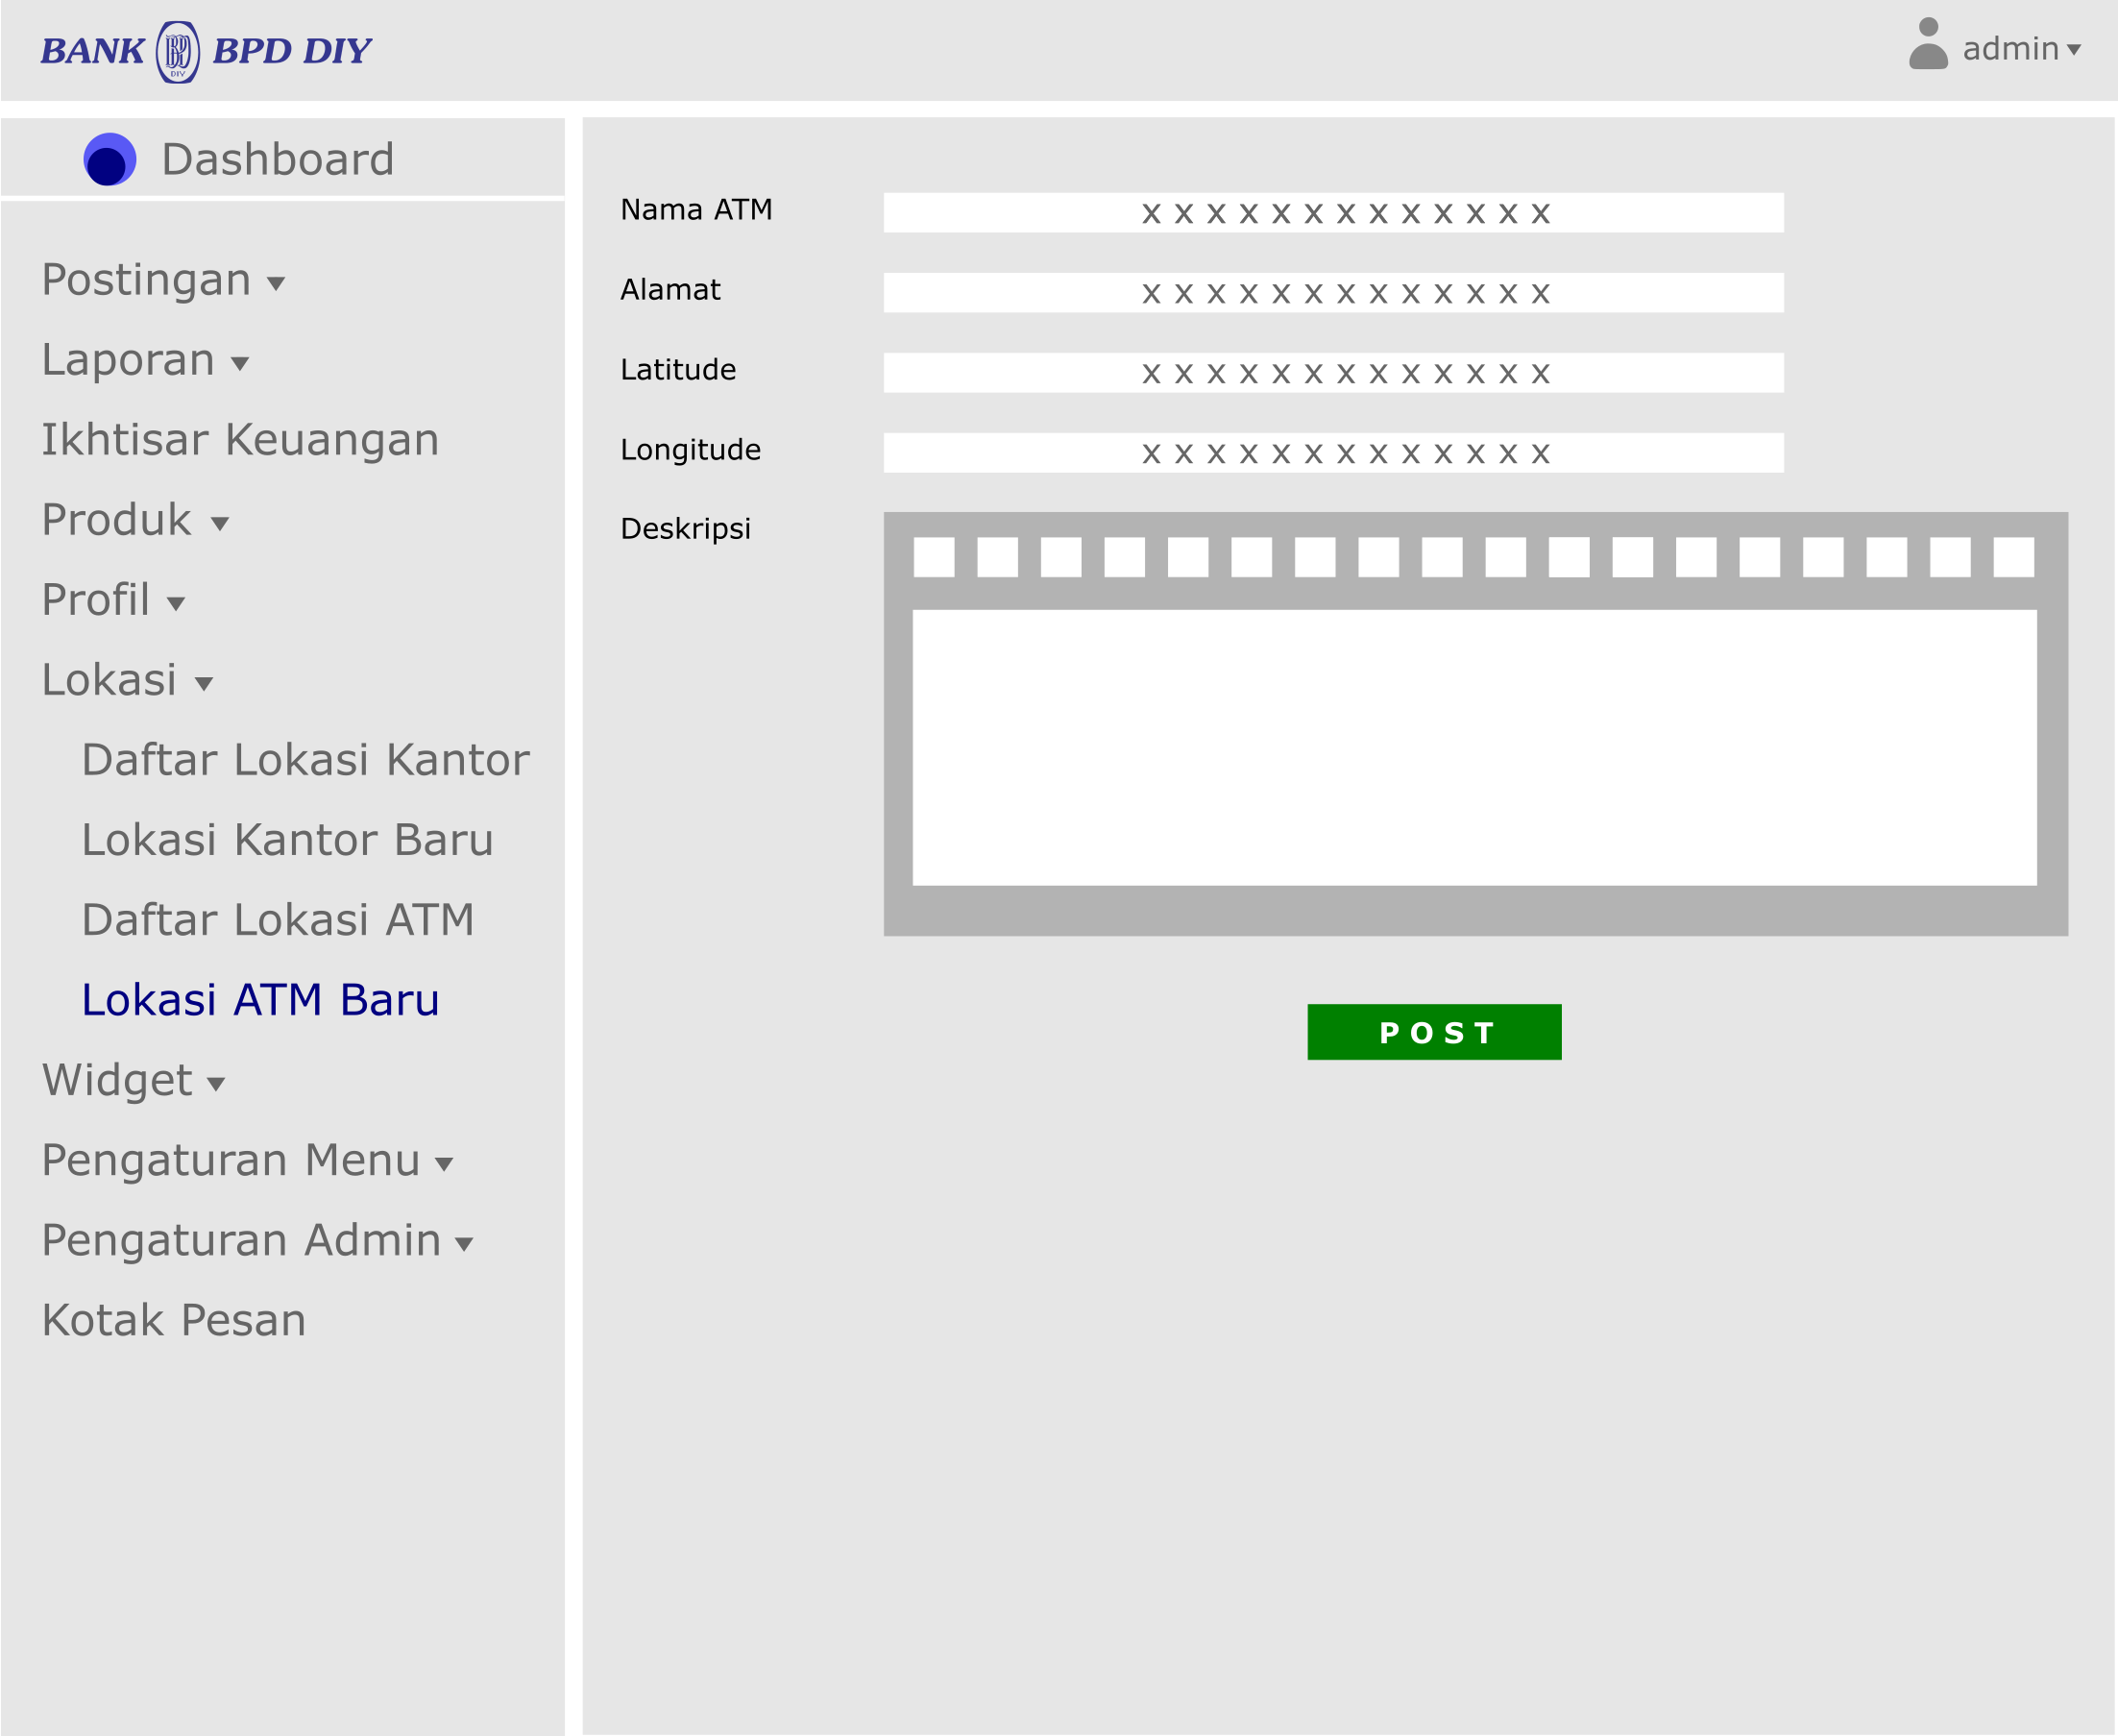 BANK BPD DIY BPD DIY
admin
Dashboard
Postingan
Laporan
Ikhtisar Keuangan
Produk
Profil
Lokasi
Daftar Lokasi Kantor
Lokasi Kantor Baru
Daftar Lokasi ATM
Lokasi ATM Baru
Widget
Pengaturan Menu
Pengaturan Admin
Kotak Pesan
Nama ATM x x x x x x x x x x x x x
Alamat x x x x x x x x x x x x x
Latitude x x x x x x x x x x x x x
Longitude x x x x x x x x x x x x x
Deskripsi
POST